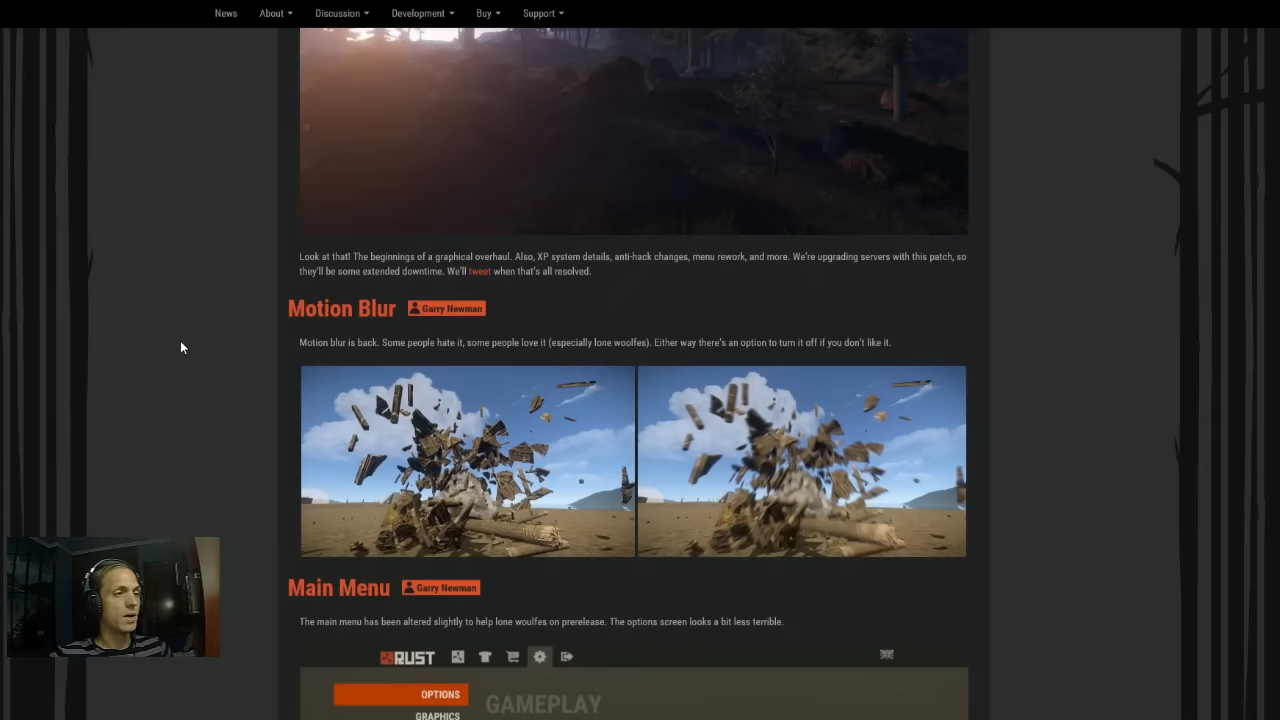 News About Discussion Development Buy Support
Look at that! The beginnings of a graphical overhaul. Also, XP system details, anti-hack changes, menu rework, and more. We're upgrading servers with this patch, so
they'll be some extended downtime. We'll tweet when that's all resolved.
Motion Blur Garry Newman
Motion blur is back. Some people hate it, some people love it (especially lone woolfes). Either way there's an option to turn it off if you don't like it.
Main Menu Garry Newman
The main menu has been altered slightly to help lone woulfes on prerelease. The options screen looks a bit less terrible.
RUST
OPTIONS
GAMEPLAY
GRAPHICS